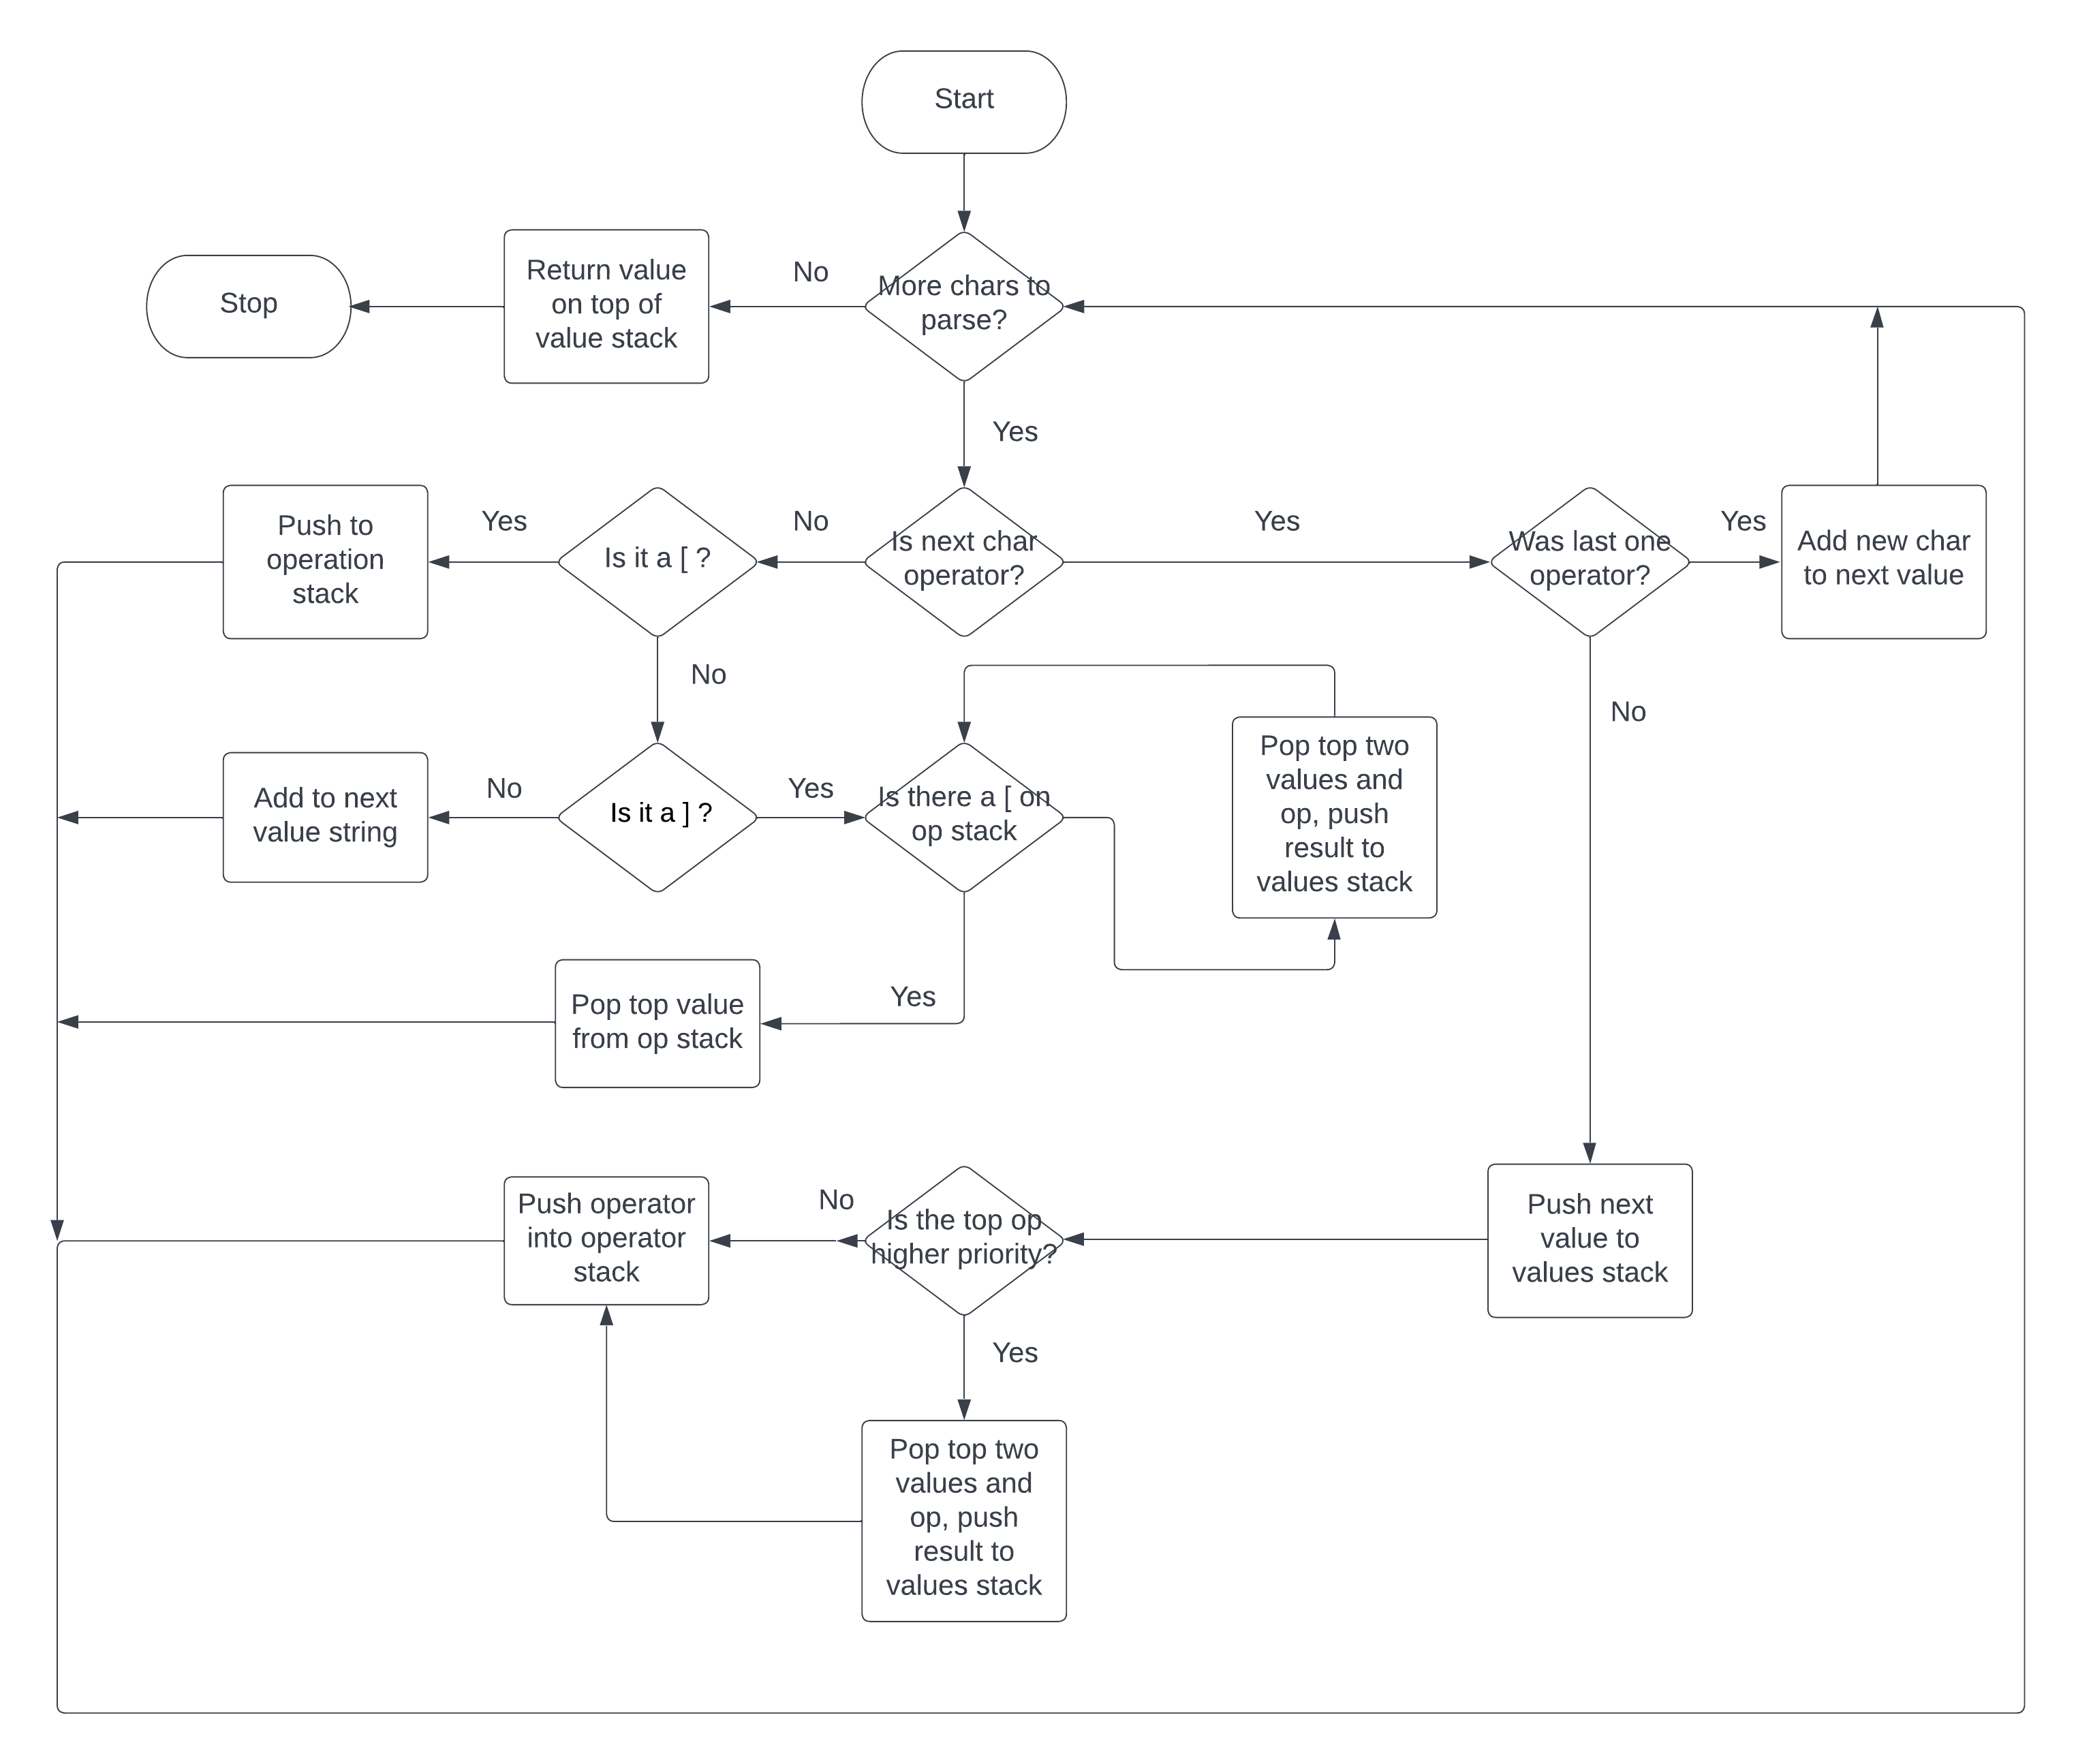 Start
More chars to
parse?
No
Return value
on top of
value stack
Stop
Yes
Is next char
operator?
No
Is it a [ ?
Yes
Push to
operation
stack
Yes
Was last one
operator?
Yes
Add new char
to next value
No
No
Is it a ] ?
No
Add to next
value string
Yes
Is there a [ on
op stack
Pop top two
values and
op, push
result to
values stack
Yes
Pop top value
from op stack
Push next
value to
values stack
Is the top op
higher priority?
No
Push operator
into operator
stack
Yes
Pop top two
values and
op, push
result to
values stack